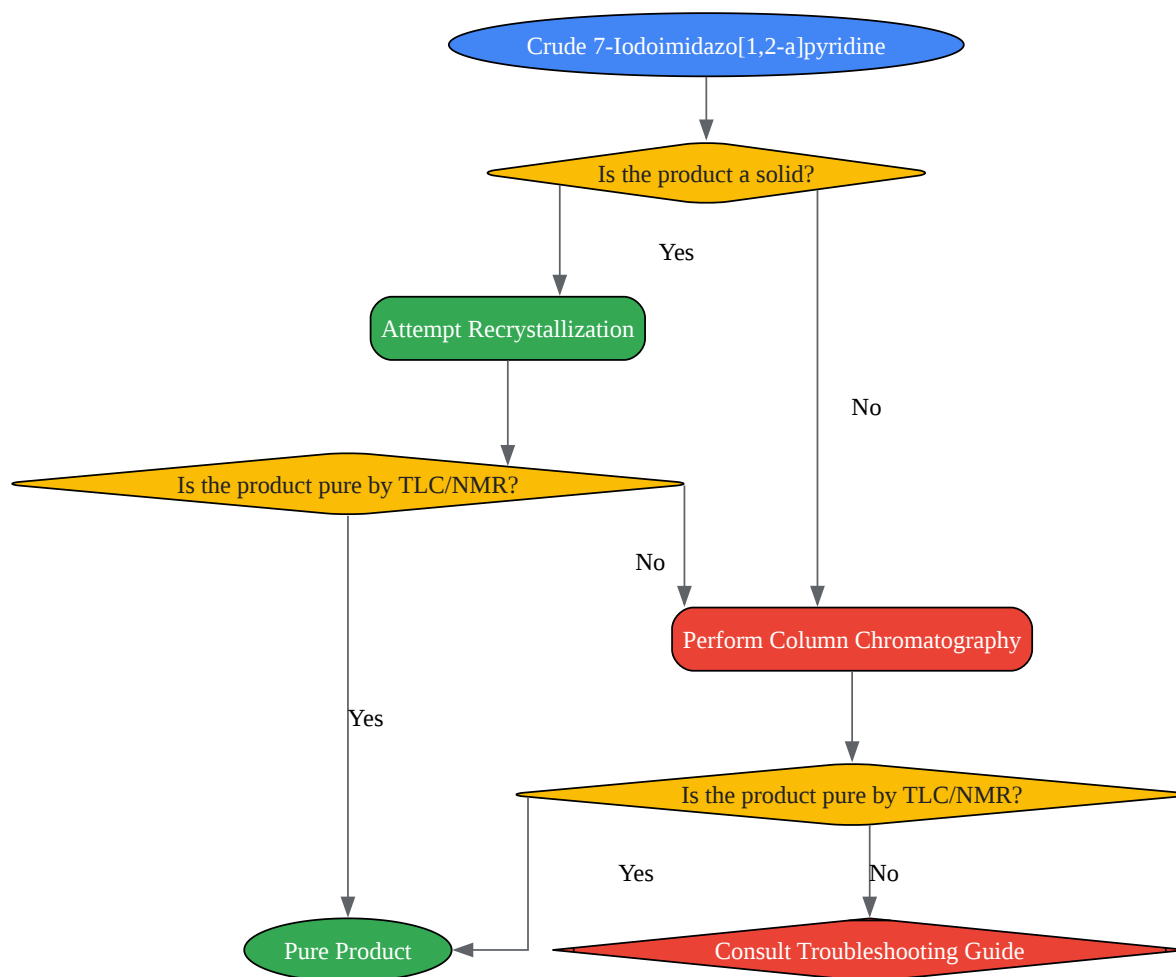 Crude 7-Iodoimidazo[1,2-a]pyridine
Is the product a solid?
Yes
Attempt Recrystallization
No
Is the product pure by TLC/NMR?
No
Perform Column Chromatography
Yes
Is the product pure by TLC/NMR?
Yes
No
Pure Product
Consult Troubleshooting Guide